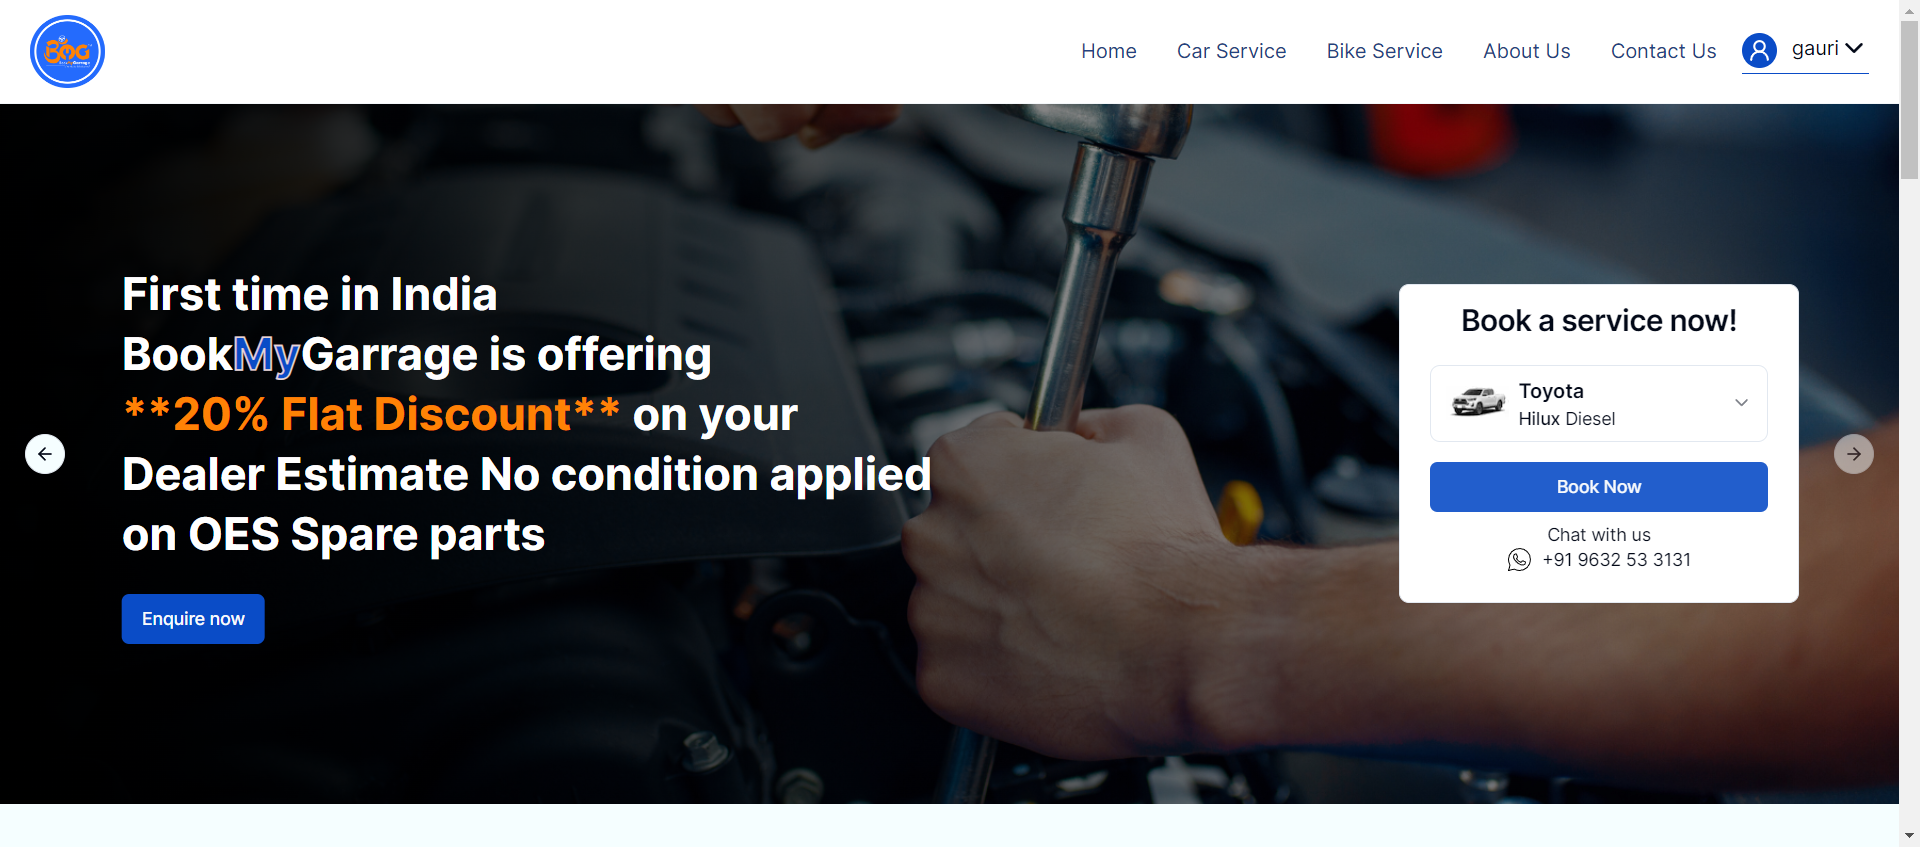 BMG
Home
Car Service
Bike Service
About Us
Contact Us
gauri
First time in India
BookMyGarrage is offering
**20% Flat Discount** on your
Dealer Estimate No condition applied
on OES Spare parts
Enquire now
Book a service now!
Toyota
Hilux Diesel
Book Now
Chat with us
+91 9632 53 3131